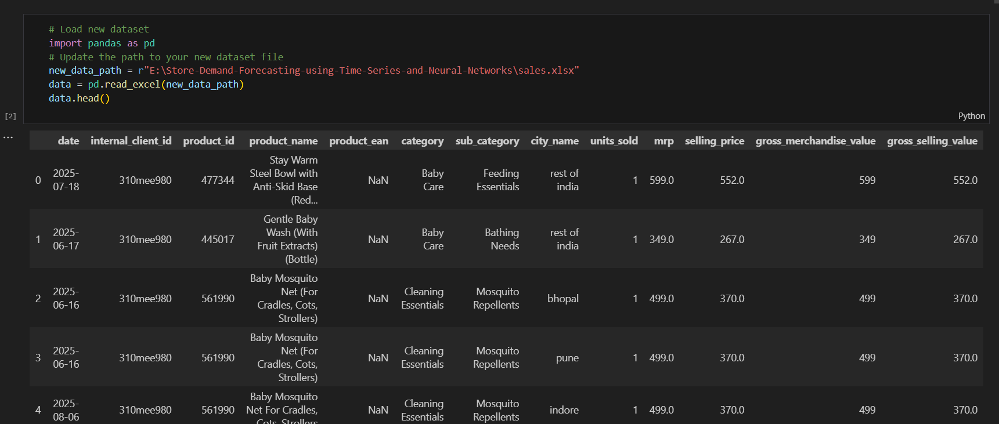 # Load new dataset
import pandas as pd
# Update the path to your new dataset file
new_data_path = r"E:\Store-Demand-Forecasting-using-Time-Series-and-Neural-Networks\sales.xlsx"
data = pd.read_excel(new_data_path)
data.head()
[2]
Python
...
date internal_client_id product_id product_name product_ean category sub_category city_name units_sold mrp selling_price gross_merchandise_value gross_selling_value
0 2025-07-18 310mee980 477344 Stay Warm Steel Bowl with Anti-Skid Base (Red... NaN Baby Care Feeding Essentials rest of india 1 599.0 552.0 599 552.0
1 2025-06-17 310mee980 445017 Gentle Baby Wash (With Fruit Extracts) (Bottle) NaN Baby Care Bathing Needs rest of india 1 349.0 267.0 349 267.0
2 2025-06-16 310mee980 561990 Baby Mosquito Net (For Cradles, Cots, Strollers) NaN Cleaning Essentials Mosquito Repellents bhopal 1 499.0 370.0 499 370.0
3 2025-06-16 310mee980 561990 Baby Mosquito Net (For Cradles, Cots, Strollers) NaN Cleaning Essentials Mosquito Repellents pune 1 499.0 370.0 499 370.0
4 2025-08-06 310mee980 561990 Baby Mosquito Net For Cradles, Cots, Strollers NaN Cleaning Essentials Mosquito Repellents indore 1 499.0 370.0 499 370.0